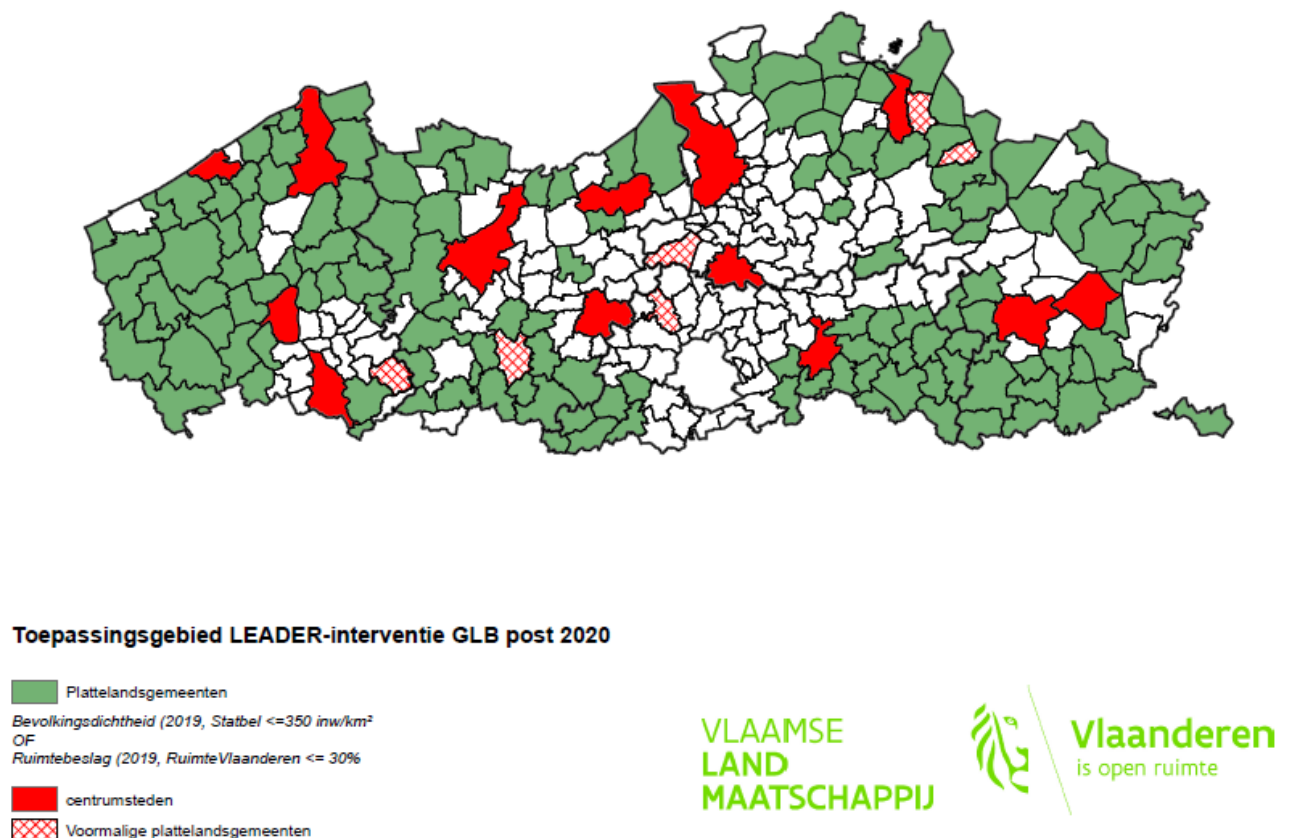 Toepassingsgebied LEADER-interventie GLB post 2020
Plattelandsgemeenten
Bevolkingsdichtheid (2019, Statbel <=350 inw/km²
OF
Ruimtebeslag (2019, RuimteVlaanderen <= 30%
centrumsteden
Voormalige plattelandsgemeenten
VLAAMSE
LAND
MAATSCHAPPIJ
Vlaanderen
is open ruimte